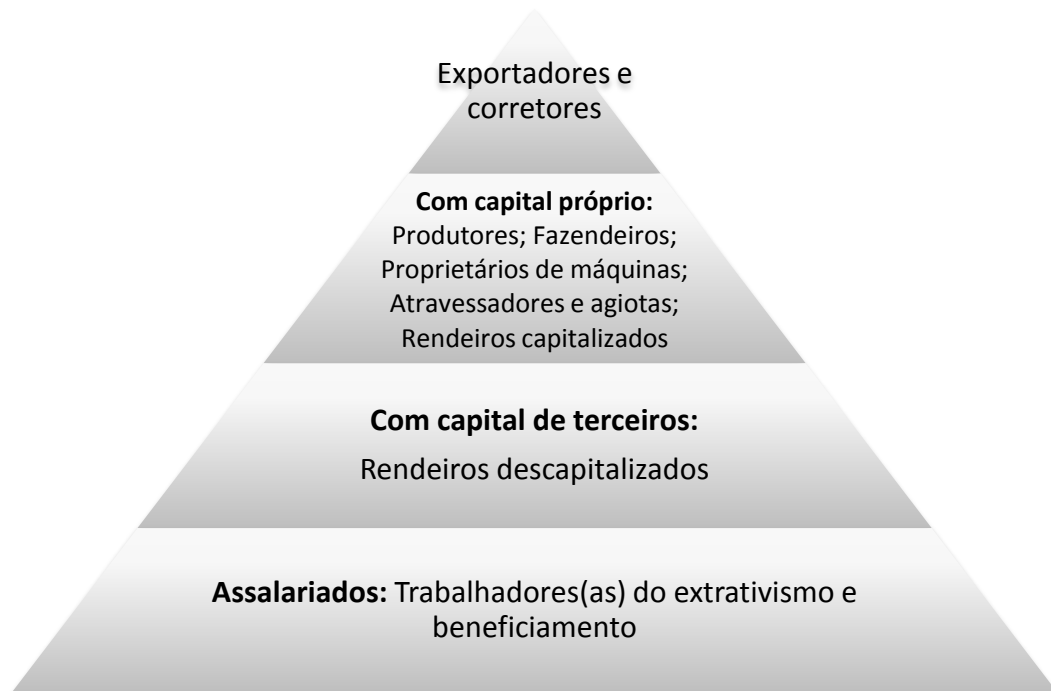 Exportadores e
corretores
Com capital próprio:
Produtores; Fazendeiros;
Proprietários de máquinas;
Atravessadores e agiotas;
Rendeiros capitalizados
Com capital de terceiros:
Rendeiros descapitalizados
Assalariados: Trabalhadores(as) do extrativismo e
beneficiamento